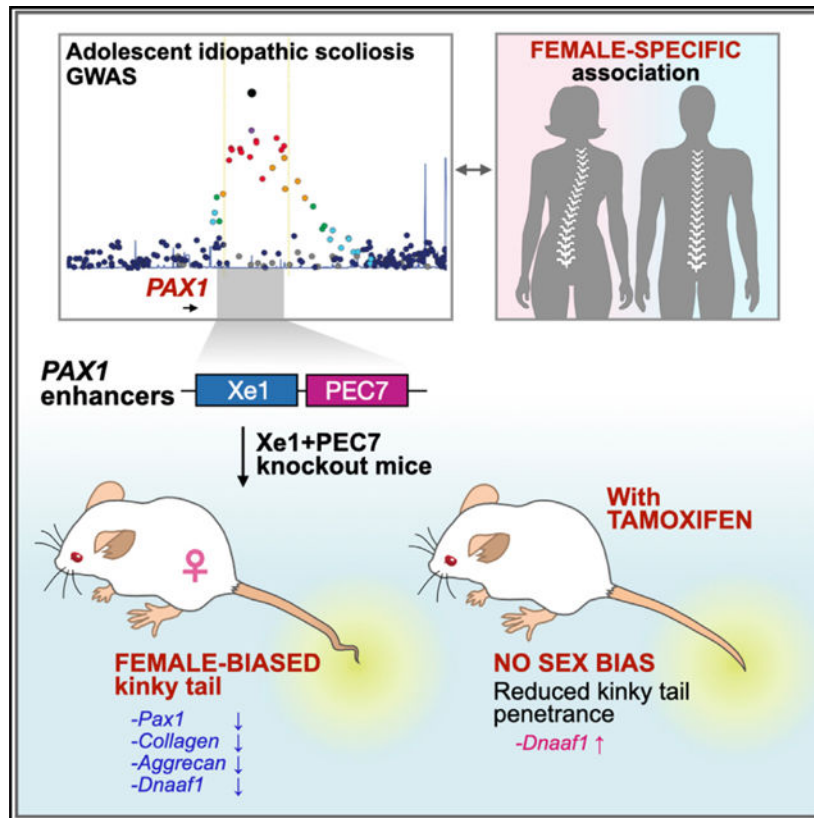 Adolescent idiopathic scoliosis
GWAS
FEMALE-SPECIFIC
association
PAX1
PAX1
enhancers
Xe1
PEC7
Xe1+PEC7
knockout mice
With
TAMOXIFEN
♀
FEMALE-BIASED
kinky tail
-Pax1 ↓
-Collagen ↓
-Aggrecan ↓
-Dnaaf1 ↓
NO SEX BIAS
Reduced kinky tail
penetrance
-Dnaaf1 ↑